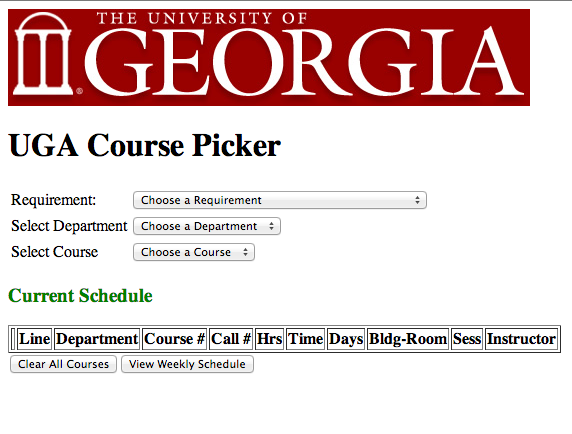 THE UNIVERSITY OF
GEORGIA
®
UGA Course Picker
Requirement: Choose a Requirement
Select Department Choose a Department
Select Course Choose a Course
Current Schedule
Line Department Course # Call # Hrs Time Days Bldg-Room Sess Instructor
Clear All Courses View Weekly Schedule